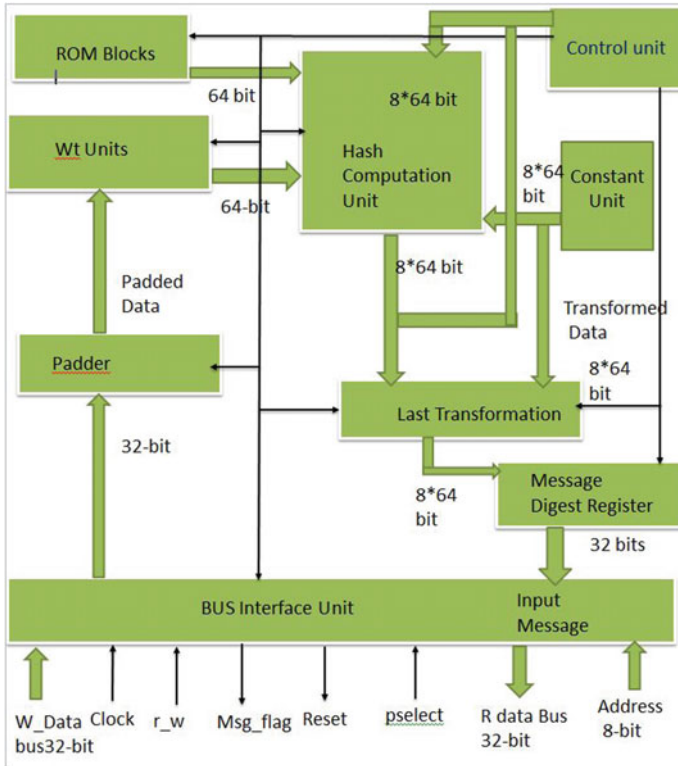 ROM Blocks
Control unit
64 bit
8*64 bit
Wt Units
Hash
Computation
Unit
8*64
bit
Constant
Unit
64-bit
8*64 bit
Padded
Data
Transformed
Data
Padder
8*64
bit
Last Transformation
32-bit
8*64
bit
Message
Digest Register
32 bits
BUS Interface Unit
Input
Message
W_Data
bus32-bit
Clock
r_w
Msg_flag
Reset
pselect
R data Bus
32-bit
Address
8-bit